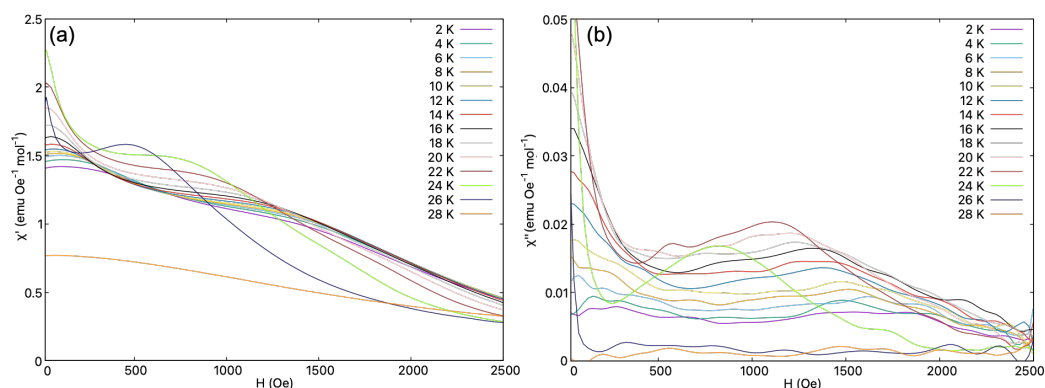 (a)
2.5
2
1.5
1
0.5
0
0
500
1000
1500
2000
2500
χ' (emu Oe⁻¹ mol⁻¹)
H (Oe)
2 K
4 K
6 K
8 K
10 K
12 K
14 K
16 K
18 K
20 K
22 K
24 K
26 K
28 K
(b)
0.05
0.04
0.03
0.02
0.01
0
0
500
1000
1500
2000
2500
χ'' (emu Oe⁻¹ mol⁻¹)
H (Oe)
2 K
4 K
6 K
8 K
10 K
12 K
14 K
16 K
18 K
20 K
22 K
24 K
26 K
28 K